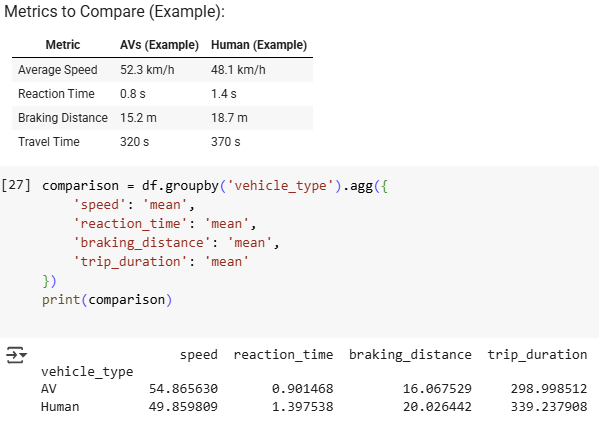 Metrics to Compare (Example):
Metric AVs (Example) Human (Example)
Average Speed 52.3 km/h 48.1 km/h
Reaction Time 0.8 s 1.4 s
Braking Distance 15.2 m 18.7 m
Travel Time 320 s 370 s
[27] comparison = df.groupby('vehicle_type').agg({
    'speed': 'mean',
    'reaction_time': 'mean',
    'braking_distance': 'mean',
    'trip_duration': 'mean'
})
print(comparison)
speed reaction_time braking_distance trip_duration
vehicle_type
AV 54.865630 0.901468 16.067529 298.998512
Human 49.859809 1.397538 20.026442 339.237908